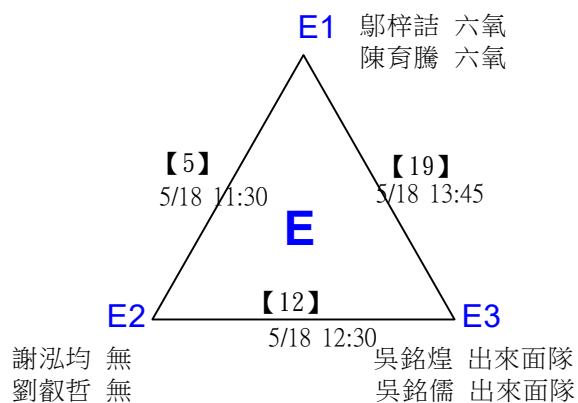 E1
鄔梓詰 六氧
陳育騰 六氧
【5】
5/18 11:30
【19】
5/18 13:45
E
E2
【12】
5/18 12:30
E3
謝泓均 無
劉叡哲 無
吳銘煌 出來面隊
吳銘儒 出來面隊